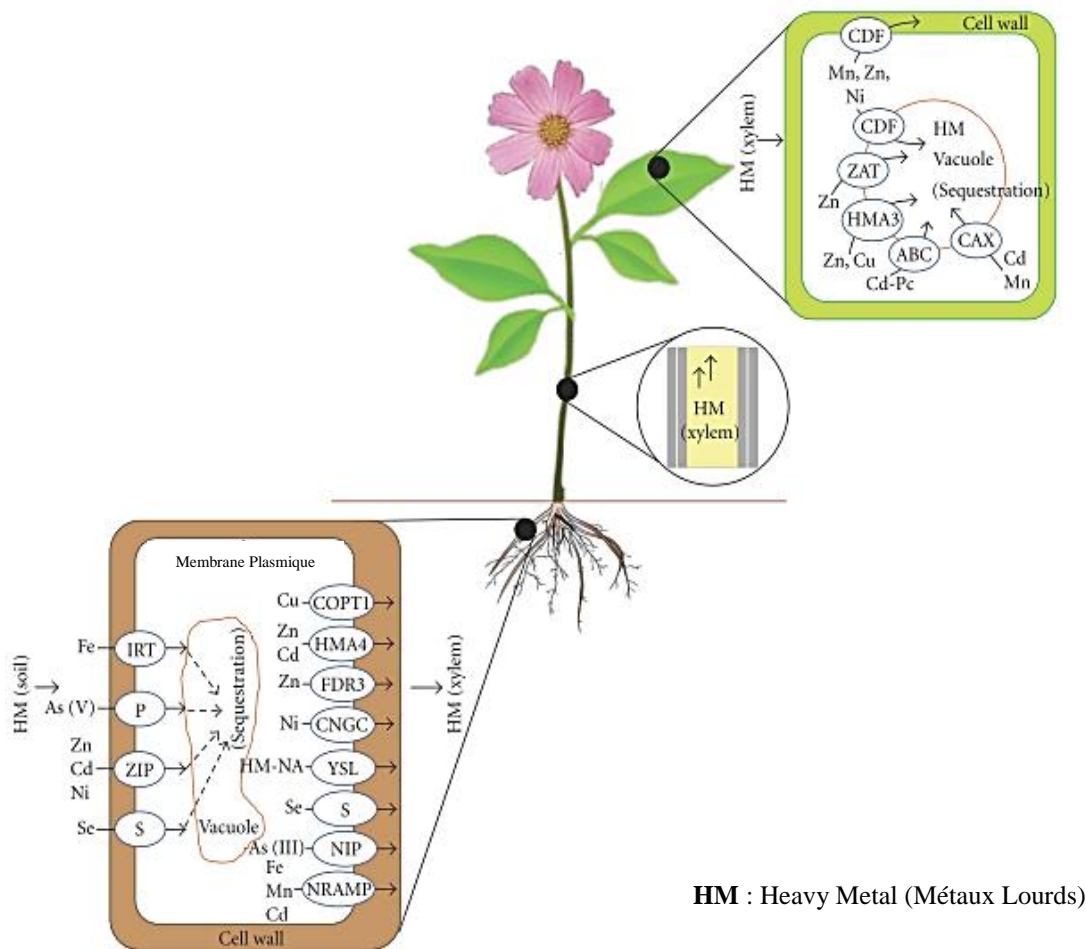 CDF
Cell wall
Mn, Zn,
Ni
CDF
HM
Vacuole
(Sequestration)
ZAT
Zn
HMA3
Zn, Cu
ABC
Cd-Pc
CAX
Cd
Mn
HM (xylem)
HM
(xylem)
Membrane Plasmique
HM (soil)
Fe
IRT
As (V)
P
Zn
Cd
Ni
ZIP
Se
S
(Sequestration)
Vacuole
Cu
COPT1
Zn
Cd
HMA4
Zn
FDR3
Ni
CNGC
HM-NA
YSL
Se
S
As (III)
NIP
Fe
Mn
Cd
NRAMP
Cell wall
HM (xylem)
HM : Heavy Metal (Métaux Lourds)